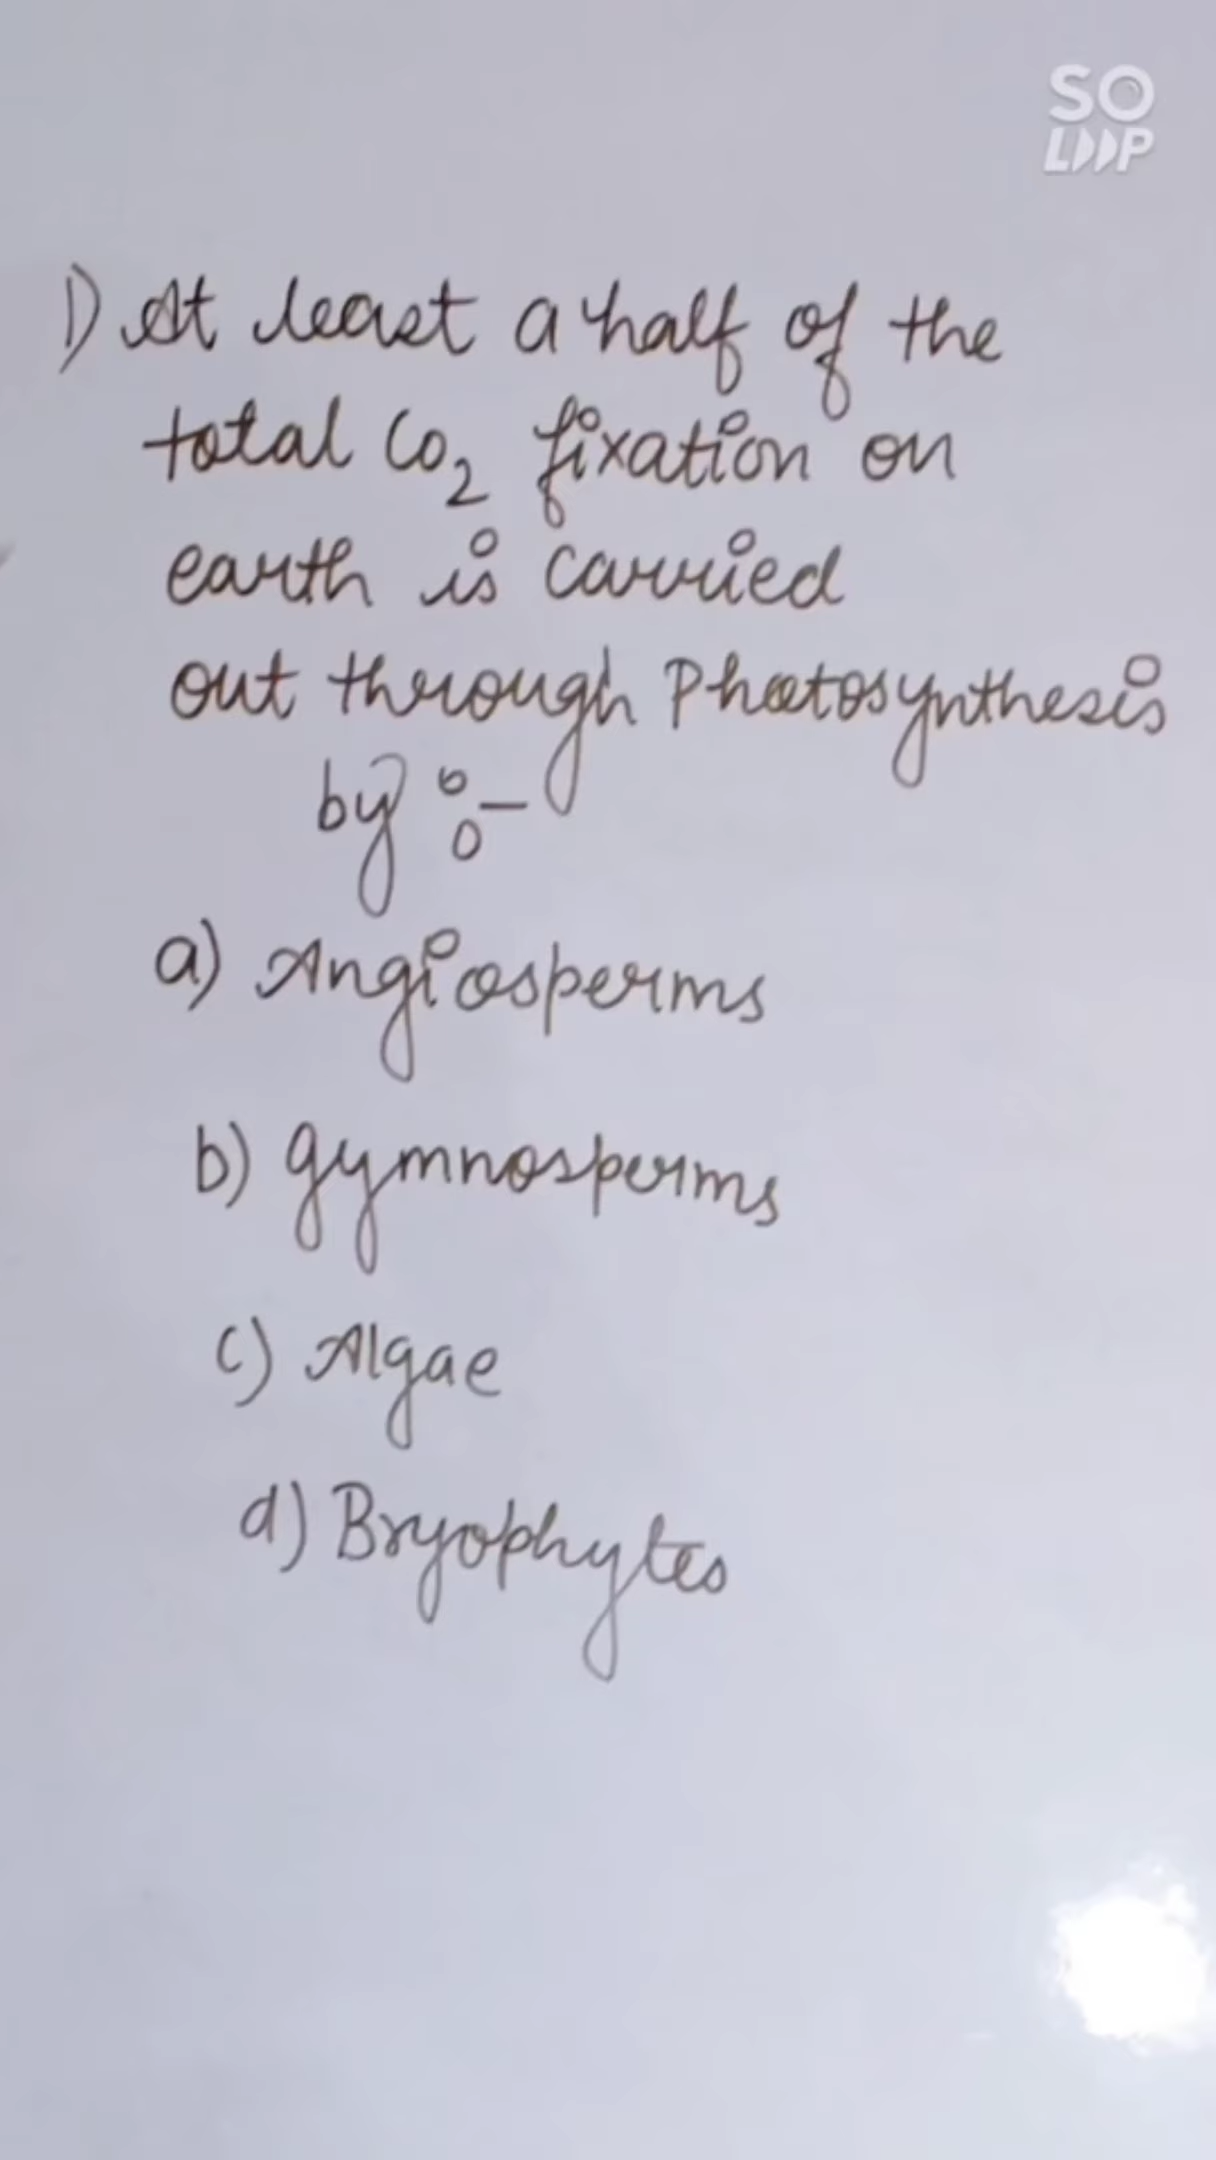 SO
LOOP
1) At least a half of the
total CO₂ fixation on
earth is carried
out through Photosynthesis
by :-
a) Angiosperms
b) gymnosperms
c) Algae
d) Bryophytes